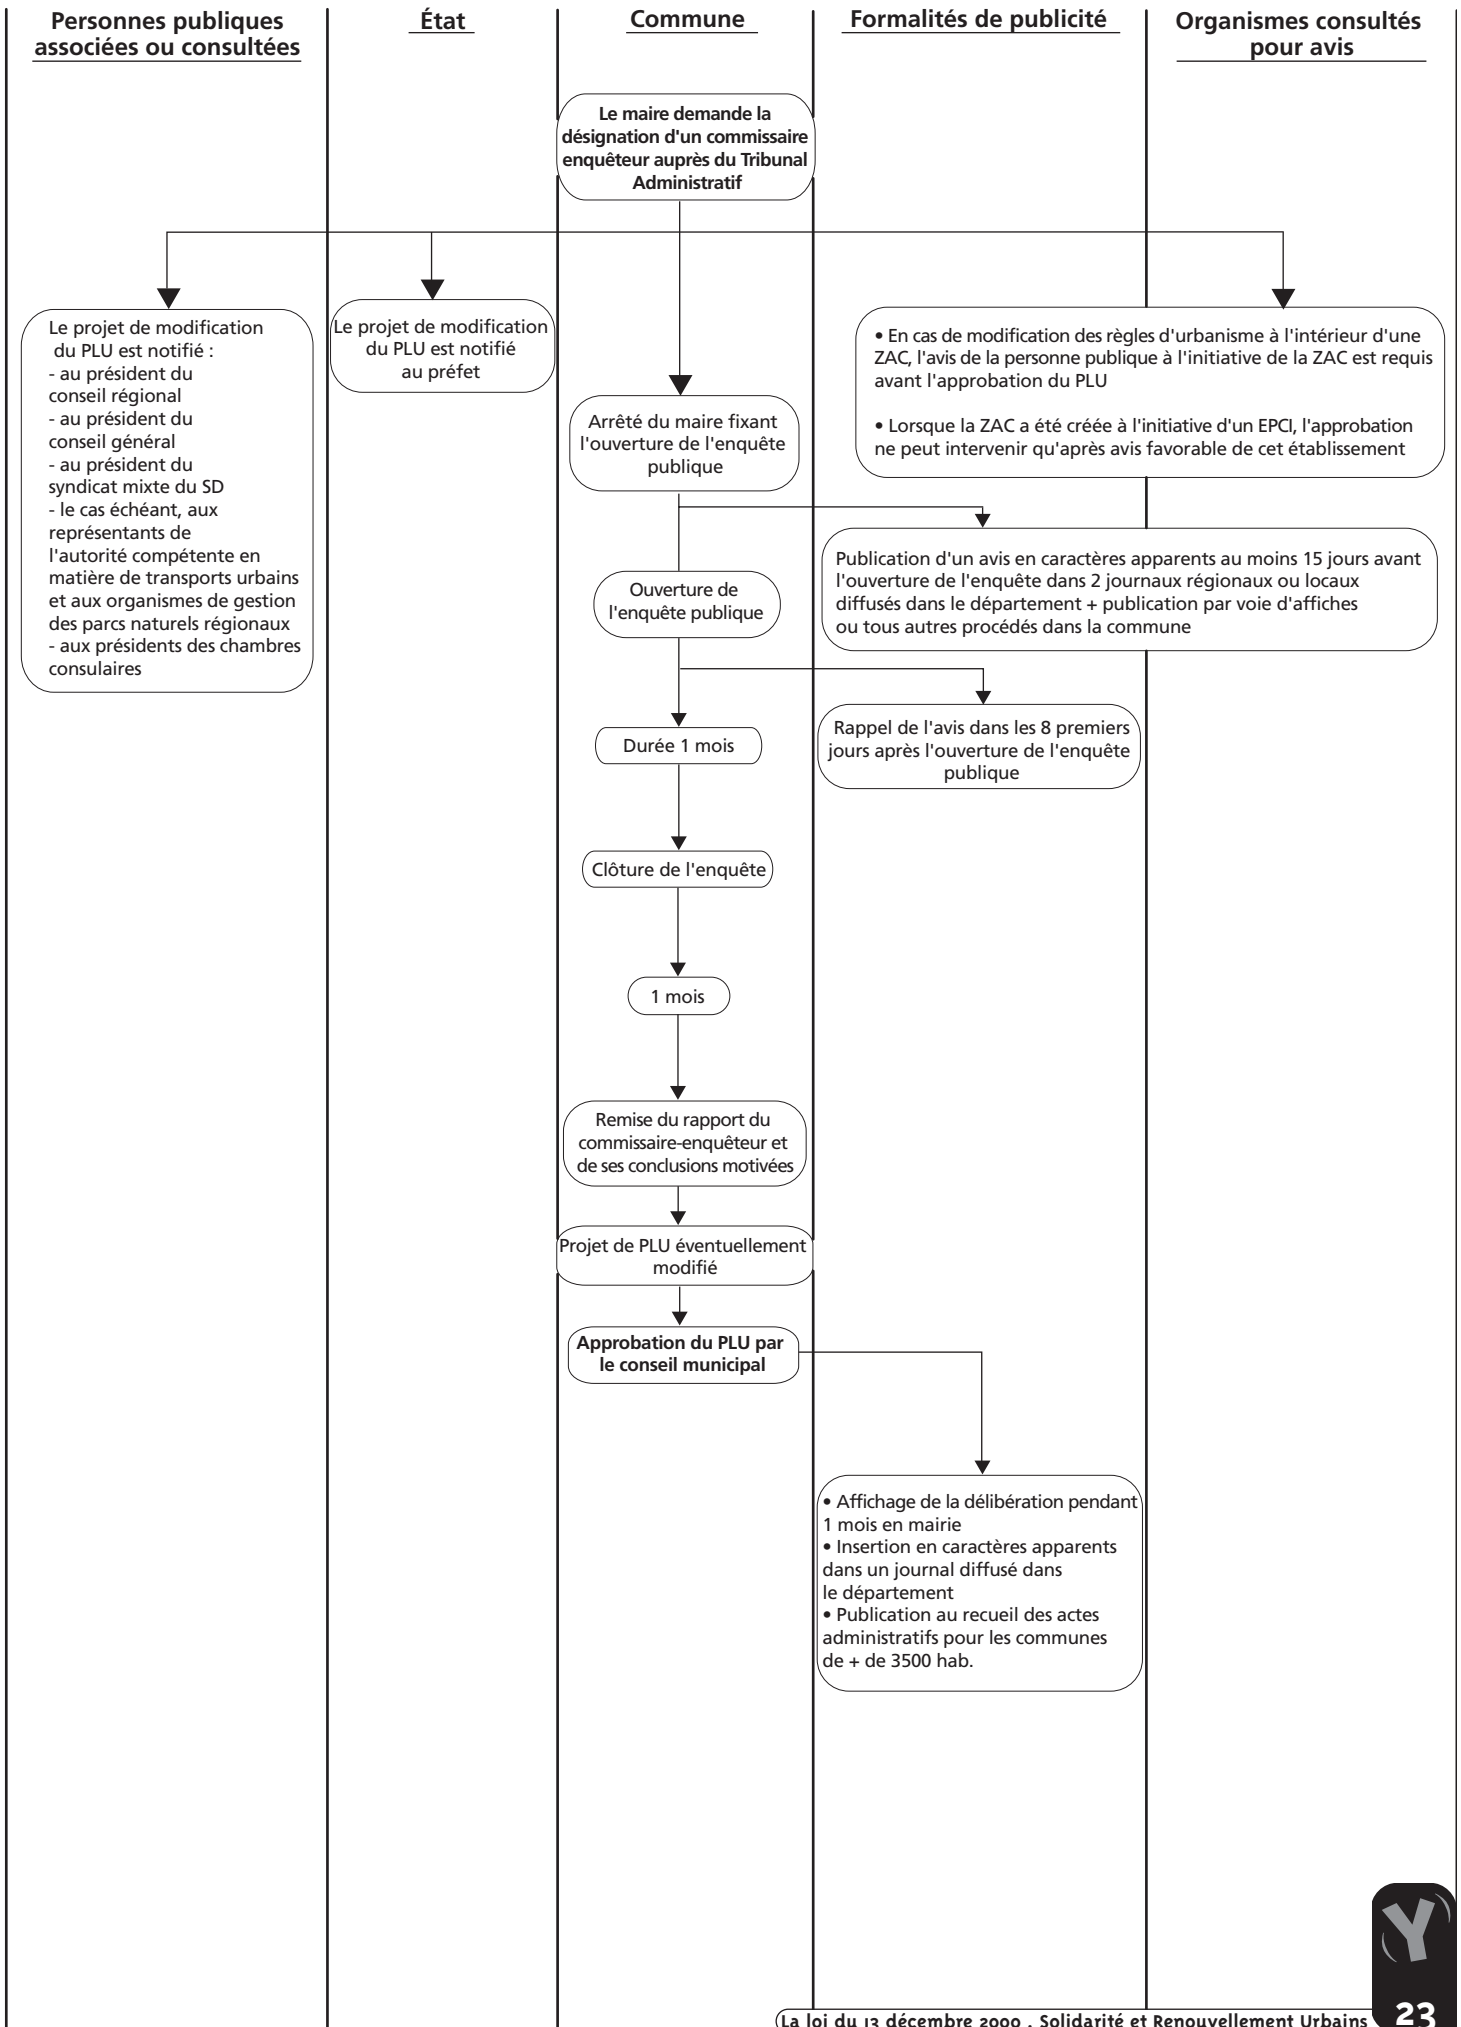 Personnes publiques
associées ou consultées
État
Commune
Formalités de publicité
Organismes consultés
pour avis
Le maire demande la
désignation d'un commissaire
enquêteur auprès du Tribunal
Administratif
Le projet de modification
du PLU est notifié :
- au président du
conseil régional
- au président du
conseil général
- au président du
syndicat mixte du SD
- le cas échéant, aux
représentants de
l'autorité compétente en
matière de transports urbains
et aux organismes de gestion
des parcs naturels régionaux
- aux présidents des chambres
consulaires
Le projet de modification
du PLU est notifié
au préfet
• En cas de modification des règles d'urbanisme à l'intérieur d'une
ZAC, l'avis de la personne publique à l'initiative de la ZAC est requis
avant l'approbation du PLU
• Lorsque la ZAC a été créée à l'initiative d'un EPCI, l'approbation
ne peut intervenir qu'après avis favorable de cet établissement
Arrêté du maire fixant
l'ouverture de l'enquête
publique
Publication d'un avis en caractères apparents au moins 15 jours avant
l'ouverture de l'enquête dans 2 journaux régionaux ou locaux
diffusés dans le département + publication par voie d'affiches
ou tous autres procédés dans la commune
Ouverture de
l'enquête publique
Rappel de l'avis dans les 8 premiers
jours après l'ouverture de l'enquête
publique
Durée 1 mois
Clôture de l'enquête
1 mois
Remise du rapport du
commissaire-enquêteur et
de ses conclusions motivées
Projet de PLU éventuellement
modifié
Approbation du PLU par
le conseil municipal
• Affichage de la délibération pendant
1 mois en mairie
• Insertion en caractères apparents
dans un journal diffusé dans
le département
• Publication au recueil des actes
administratifs pour les communes
de + de 3500 hab.
Y
La loi du 13 décembre 2000 . Solidarité et Renouvellement Urbains
23